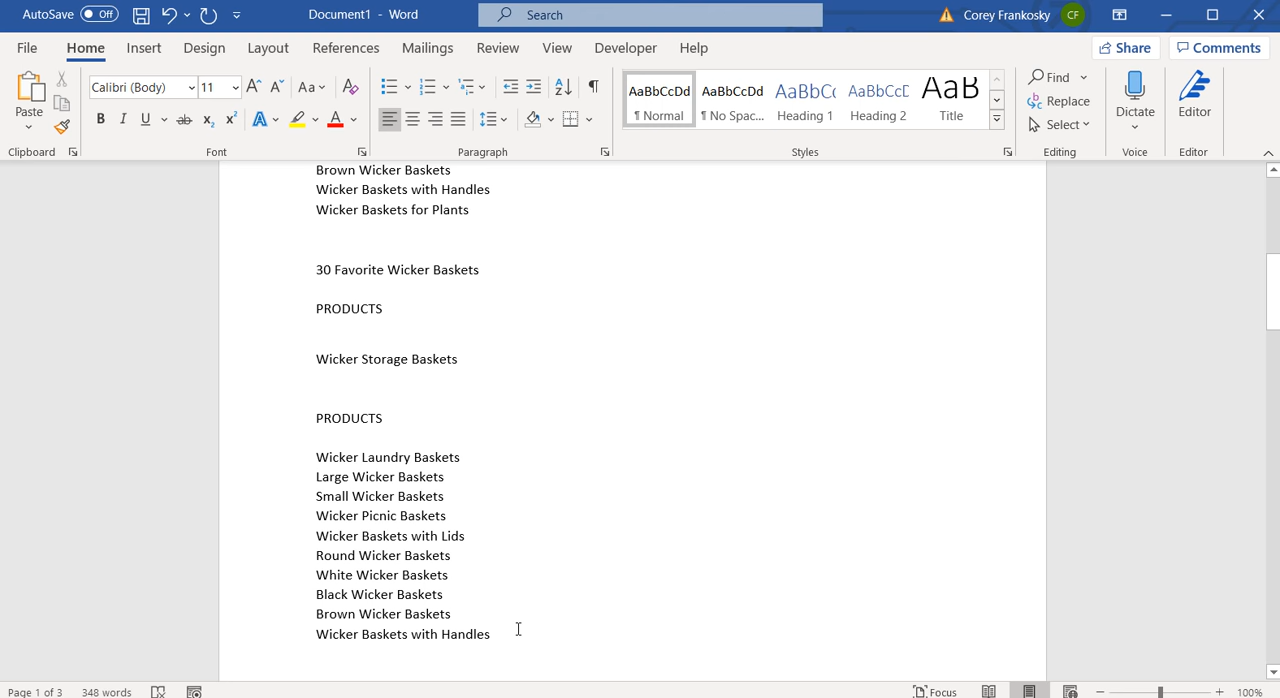 AutoSave Off Document1 - Word Search Corey Frankosky CF
File Home Insert Design Layout References Mailings Review View Developer Help Share Comments
Paste Calibri (Body) 11 A A Aa A AaBbCcDd AaBbCcDd AaBbCc AaBbCcD AaB Find Dictate Editor
¶ Normal ¶ No Spac... Heading 1 Heading 2 Title Replace
B I U ab x2 x2 A A Select
Clipboard Font Paragraph Styles Editing Voice Editor
Brown Wicker Baskets
Wicker Baskets with Handles
Wicker Baskets for Plants
30 Favorite Wicker Baskets
PRODUCTS
Wicker Storage Baskets
PRODUCTS
Wicker Laundry Baskets
Large Wicker Baskets
Small Wicker Baskets
Wicker Picnic Baskets
Wicker Baskets with Lids
Round Wicker Baskets
White Wicker Baskets
Black Wicker Baskets
Brown Wicker Baskets
Wicker Baskets with Handles
Page 1 of 3 348 words Focus 100%